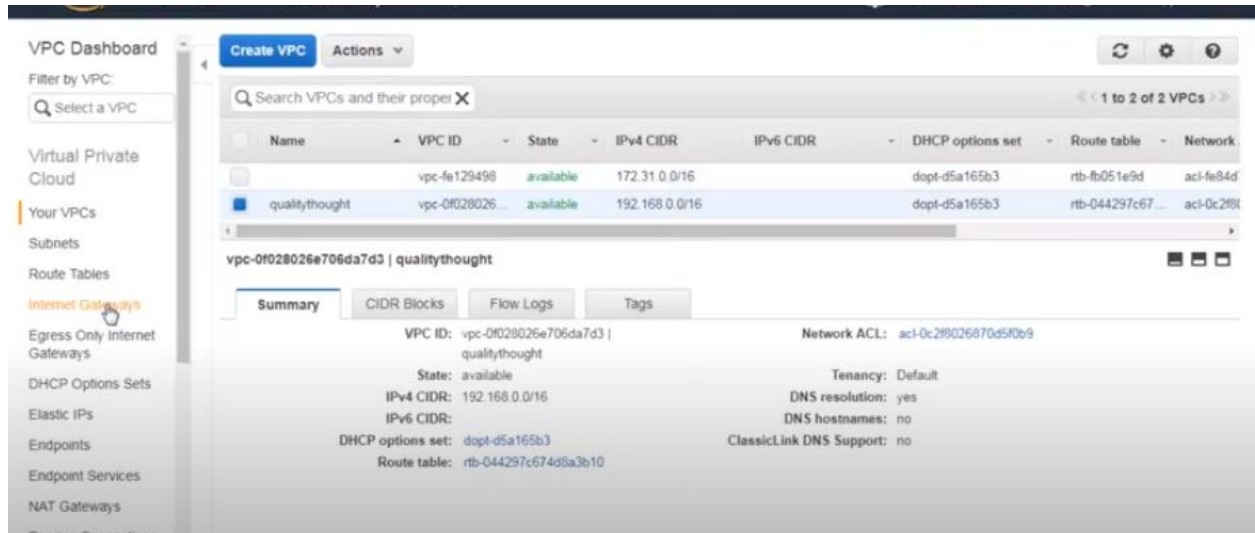 VPC Dashboard
Filter by VPC:
Select a VPC
Virtual Private
Cloud
Your VPCs
Subnets
Route Tables
Internet Gateways
Egress Only Internet
Gateways
DHCP Options Sets
Elastic IPs
Endpoints
Endpoint Services
NAT Gateways
Create VPC Actions
Search VPCs and their proper X
1 to 2 of 2 VPCs
Name VPC ID State IPv4 CIDR IPv6 CIDR DHCP options set Route table Network
vpc-fe129498 available 172.31.0.0/16 dopt-d5a165b3 rtb-fb051e9d acl-fe84d
qualitythought vpc-0f028026... available 192.168.0.0/16 dopt-d5a165b3 rtb-044297c67... acl-0c2f80
vpc-0f028026e706da7d3 | qualitythought
Summary CIDR Blocks Flow Logs Tags
VPC ID: vpc-0f028026e706da7d3 |
qualitythought
State: available
IPv4 CIDR: 192.168.0.0/16
IPv6 CIDR:
DHCP options set: dopt-d5a165b3
Route table: rtb-044297c674d8a3b10
Network ACL: acl-0c2f8026870d5f0b9
Tenancy: Default
DNS resolution: yes
DNS hostnames: no
ClassicLink DNS Support: no